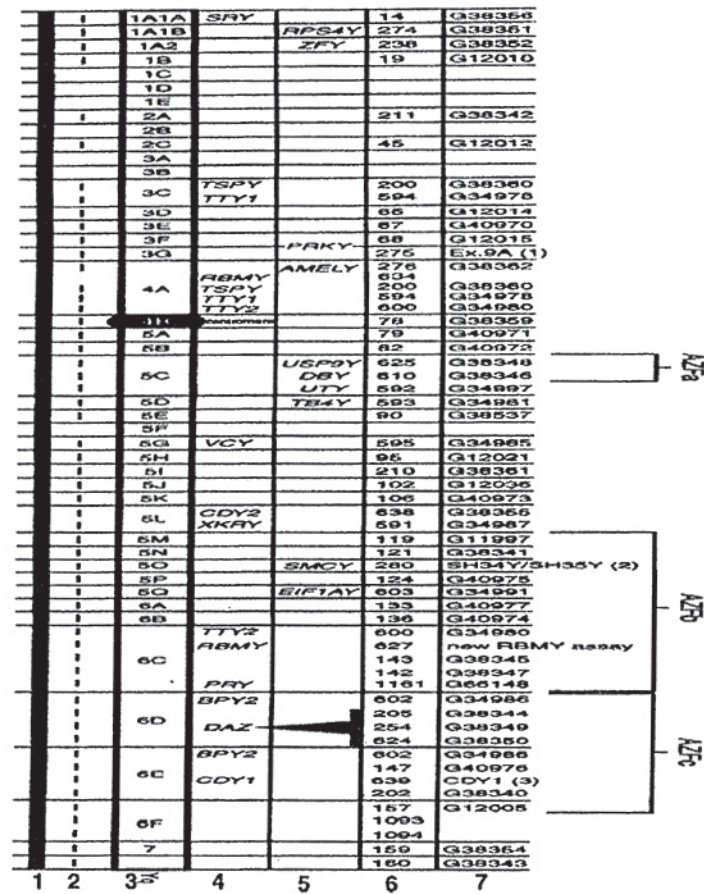 1A1A SRY 14 G38356
1A1B RPS4Y 274 G38351
1A2 ZFY 238 G38352
1B 19 G12010
1C
1D
1E
2A 211 G38342
2B
2C 45 G12012
3A
3B
3C TSPY 200 G38360
TTY1 594 G34978
3D 65 G12014
3E 67 G40970
3F 68 G12015
3G PRKY 275 Ex.9A (1)
AMELY 276 G38362
RBMY 634
4A TSPY 200 G38360
TTY1 594 G34978
TTY2 600 G34980
78 G38359
5A 79 G40971
5B 82 G40972
USP9Y 625 G38348
5C DBY 610 G38346
UTY 592 G34997
5D TB4Y 593 G34981
5E 90 G38537
5F
5G VCY 595 G34985
5H 95 G12021
5I 210 G38361
5J 102 G12036
5K 106 G40973
5L CDY2 638 G38355
XKRY 591 G34987
5M 119 G11997
5N 121 G38341
5O SMCY 280 SH34Y/SH35Y (2)
5P 124 G40975
5Q EIF1AY 603 G34991
6A 133 G40977
6B 136 G40974
TTY2 600 G34980
RBMY 627 new RBMY assay
6C 143 G38345
142 G38347
PRY 1161 G66148
BPY2 602 G34986
6D 205 G38344
DAZ 254 G38349
624 G38350
BPY2 602 G34986
6E 147 G40976
CDY1 639 CDY1 (3)
202 G38340
157 G12005
6F 1093
1094
7 159 G38354
160 G38343
1 2 3 4 5 6 7
AZFa
AZFb
AZFc